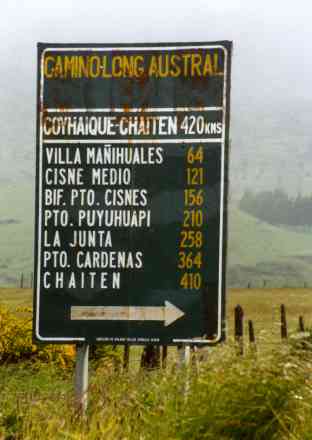 CAMINO-LONG AUSTRAL
COYHAIQUE-CHAITEN 420 KMS
VILLA MAÑIHUALES 64
CISNE MEDIO 121
BIF. PTO. CISNES 156
PTO. PUYUHUAPI 210
LA JUNTA 258
PTO. CARDENAS 364
CHAITEN 410